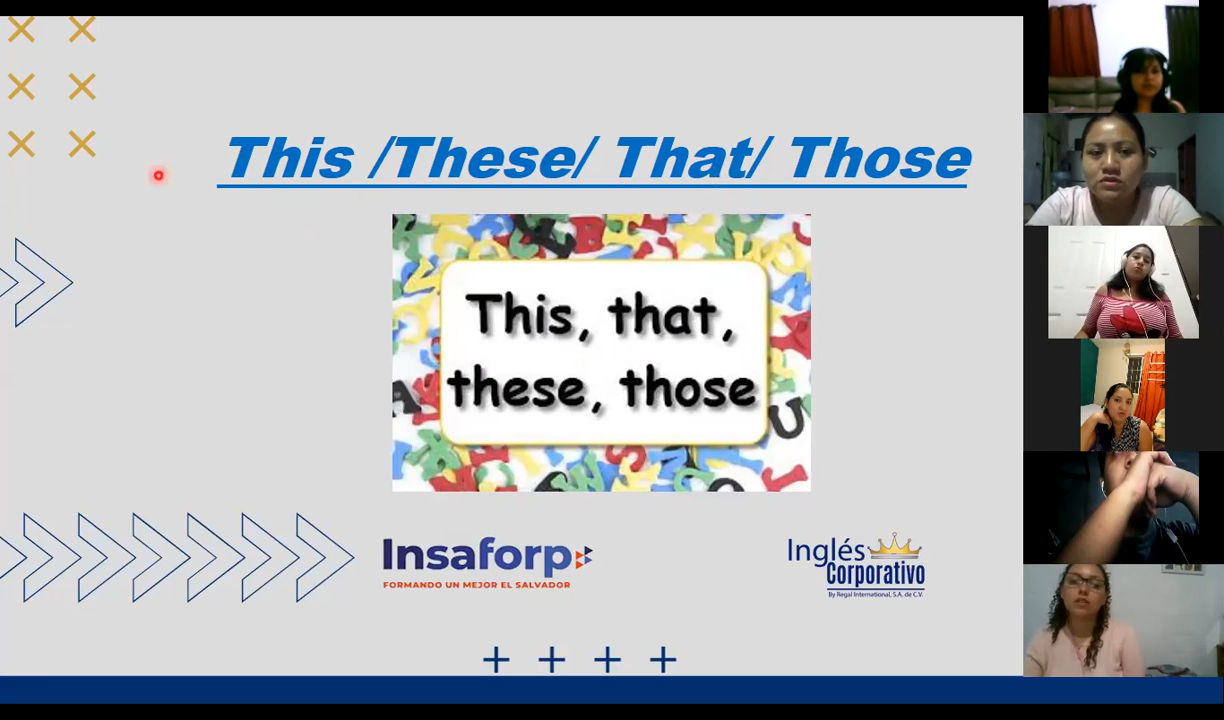 This /These/ That/ Those
This, that,
these, those
Insaforp
FORMANDO UN MEJOR EL SALVADOR
Inglés
Corporativo
By Regal International, S.A. de C.V.